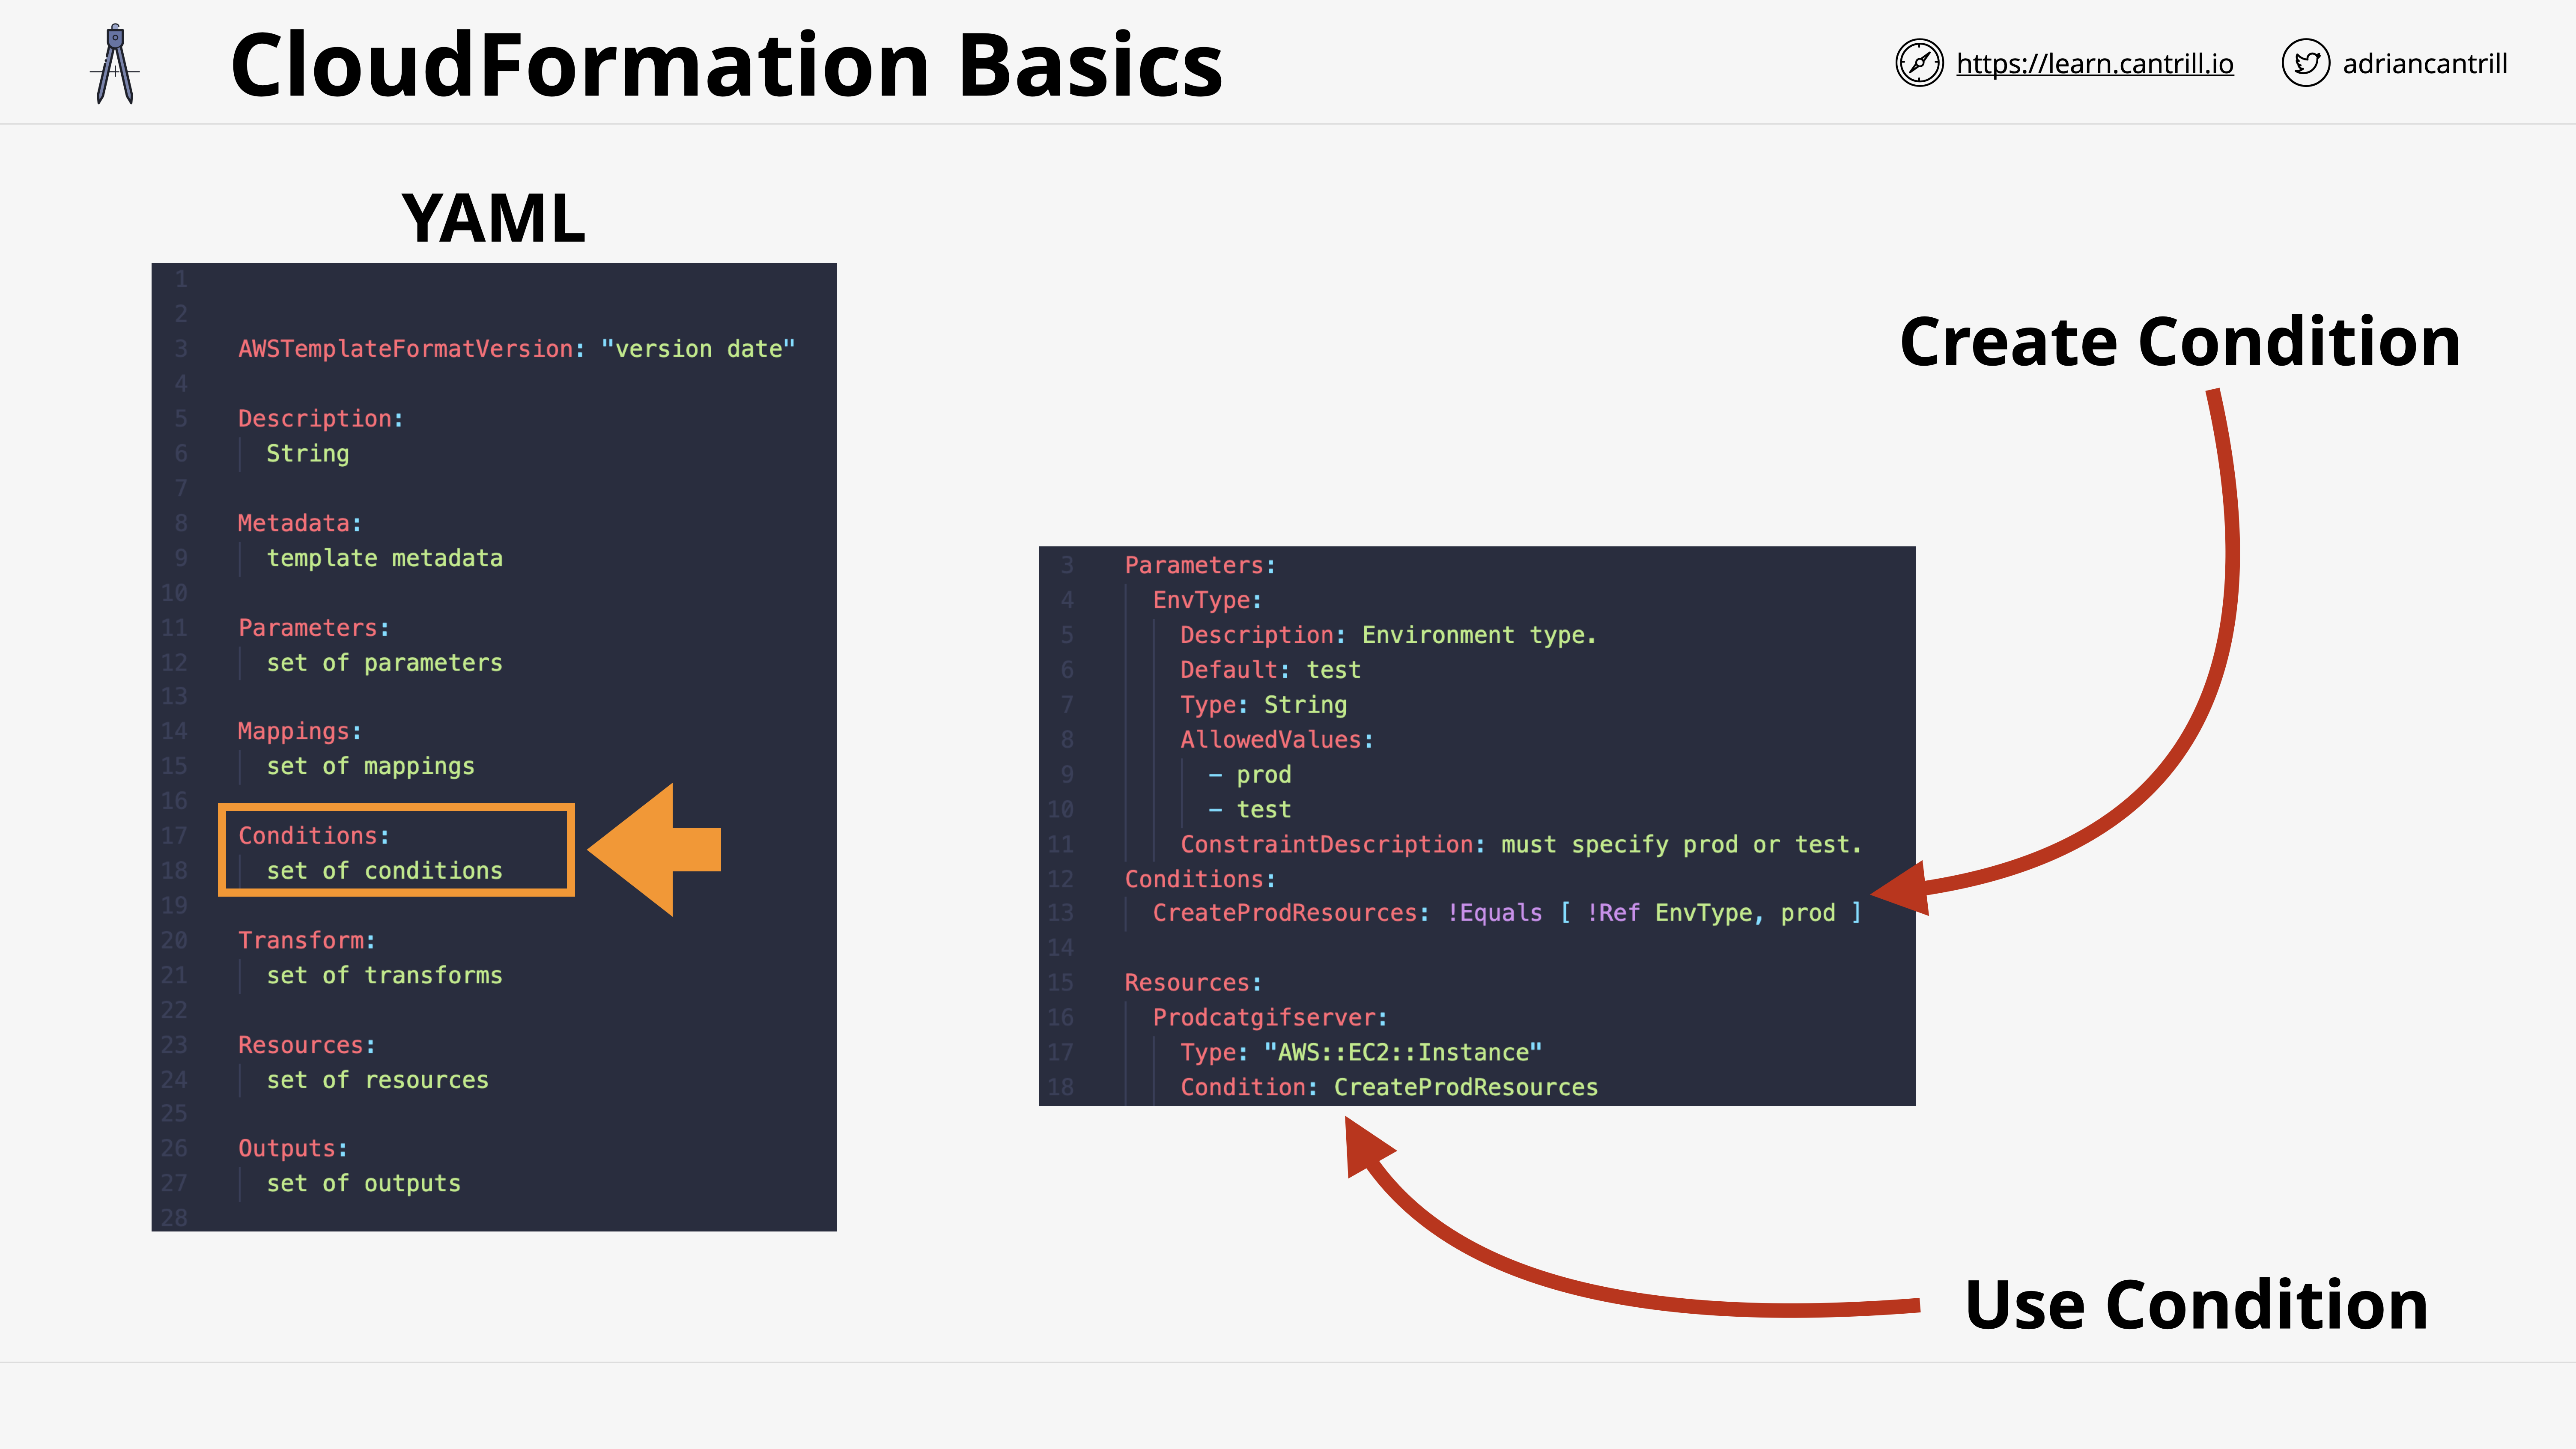 CloudFormation Basics
https://learn.cantrill.io
adriancantrill
YAML
1
2
3 AWSTemplateFormatVersion: "version date"
4
5 Description:
6 String
7
8 Metadata:
9 template metadata
10
11 Parameters:
12 set of parameters
13
14 Mappings:
15 set of mappings
16
17 Conditions:
18 set of conditions
19
20 Transform:
21 set of transforms
22
23 Resources:
24 set of resources
25
26 Outputs:
27 set of outputs
28
Create Condition
3 Parameters:
4 EnvType:
5 Description: Environment type.
6 Default: test
7 Type: String
8 AllowedValues:
9 - prod
10 - test
11 ConstraintDescription: must specify prod or test.
12 Conditions:
13 CreateProdResources: !Equals [ !Ref EnvType, prod ]
14
15 Resources:
16 Prodcatgifserver:
17 Type: "AWS::EC2::Instance"
18 Condition: CreateProdResources
Use Condition